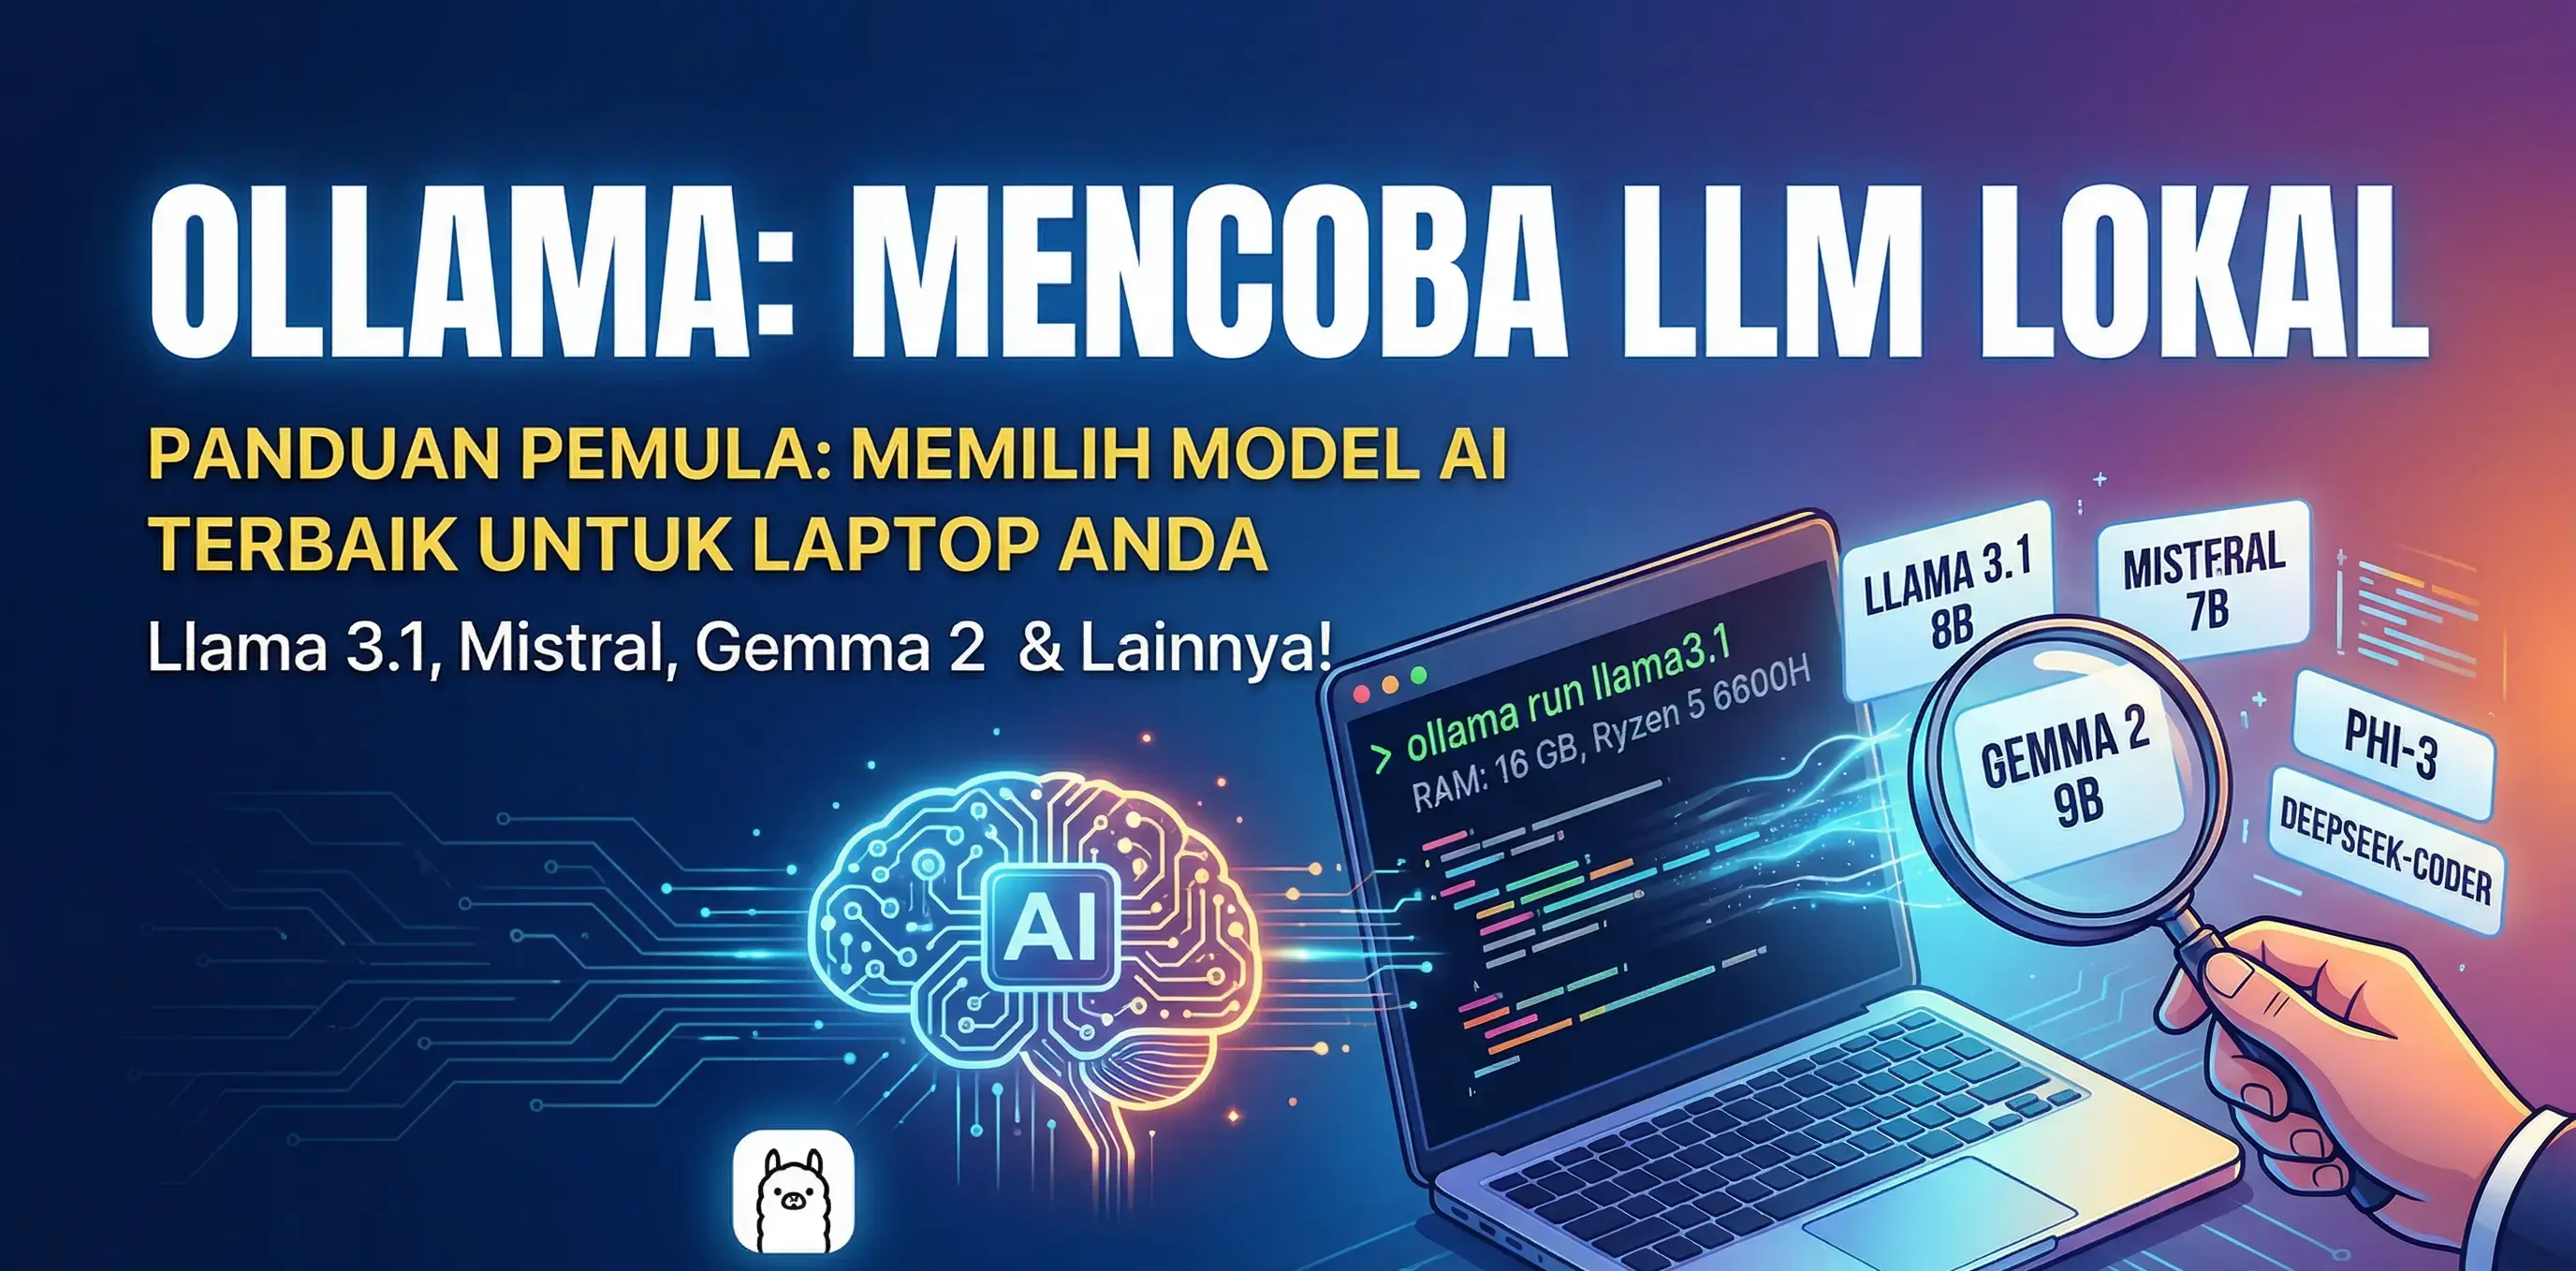 OLLAMA: MENCOBA LLM LOKAL
PANDUAN PEMULA: MEMILIH MODEL AI
TERBAIK UNTUK LAPTOP ANDA
Llama 3.1, Mistral, Gemma 2 & Lainnya!
> ollama run llama3.1
RAM: 16 GB, Ryzen 5 6600H
LLAMA 3.1
8B
MISTRAL
7B
GEMMA 2
9B
PHI-3
DEEPSEEK-CODER
AI